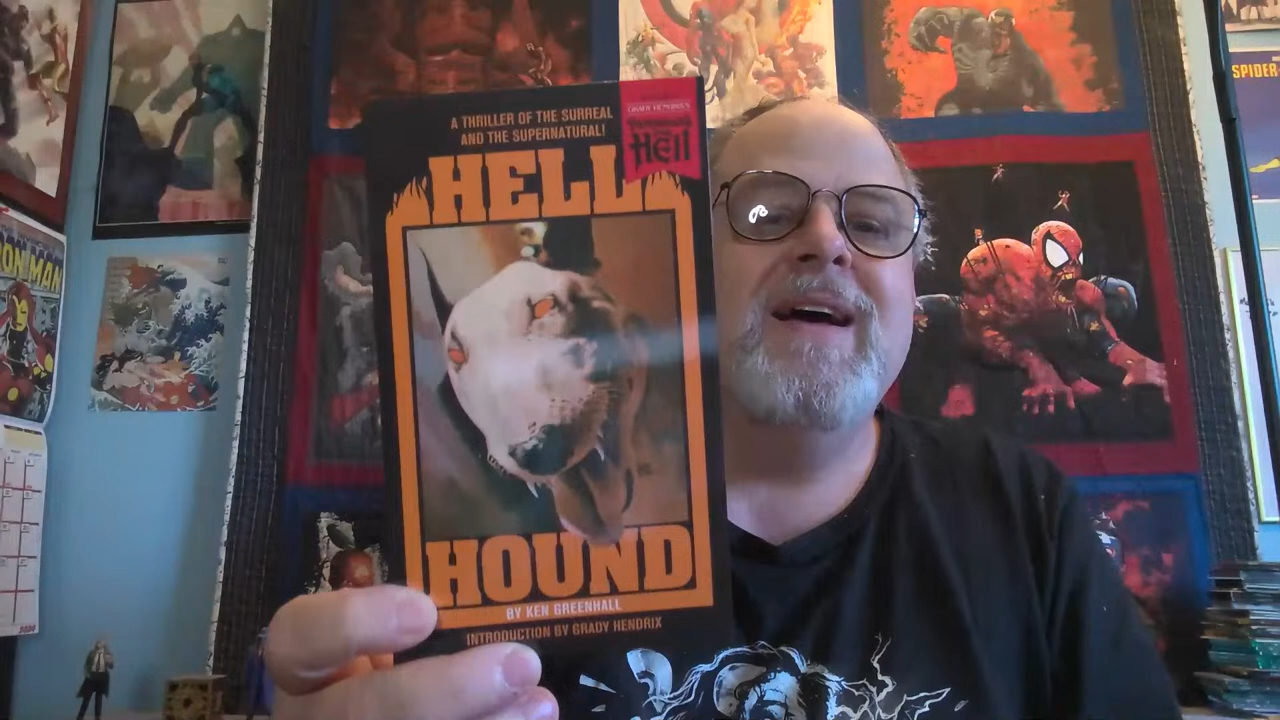 A THRILLER OF THE SURREAL
AND THE SUPERNATURAL!
GRADY HENDRIX'S
HELL
HELL
HOUND
BY KEN GREENHALL
INTRODUCTION BY GRADY HENDRIX
IRON MAN
SPIDER-